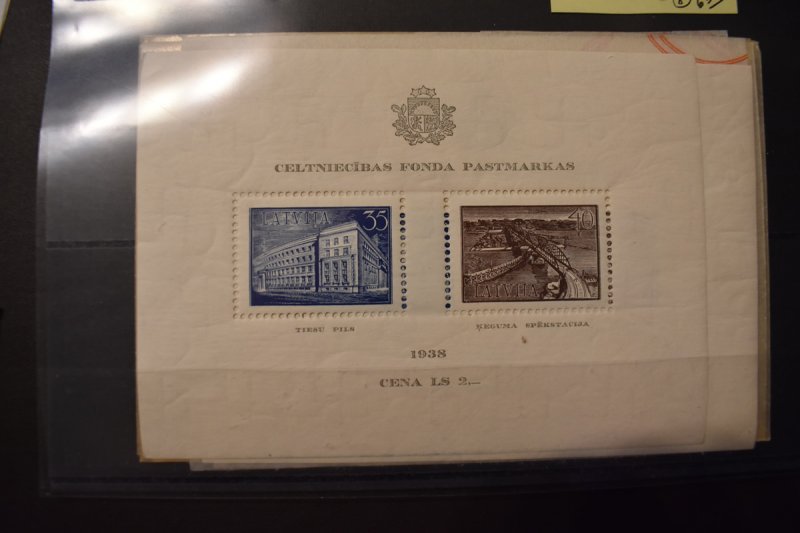 CELTNIECĪBAS FONDA PASTMARKAS
LATVIJA 35
40
LATVIJA
TIESU PILS
ĶEGUMA SPĒKSTACIJA
1938
CENA LS 2.—